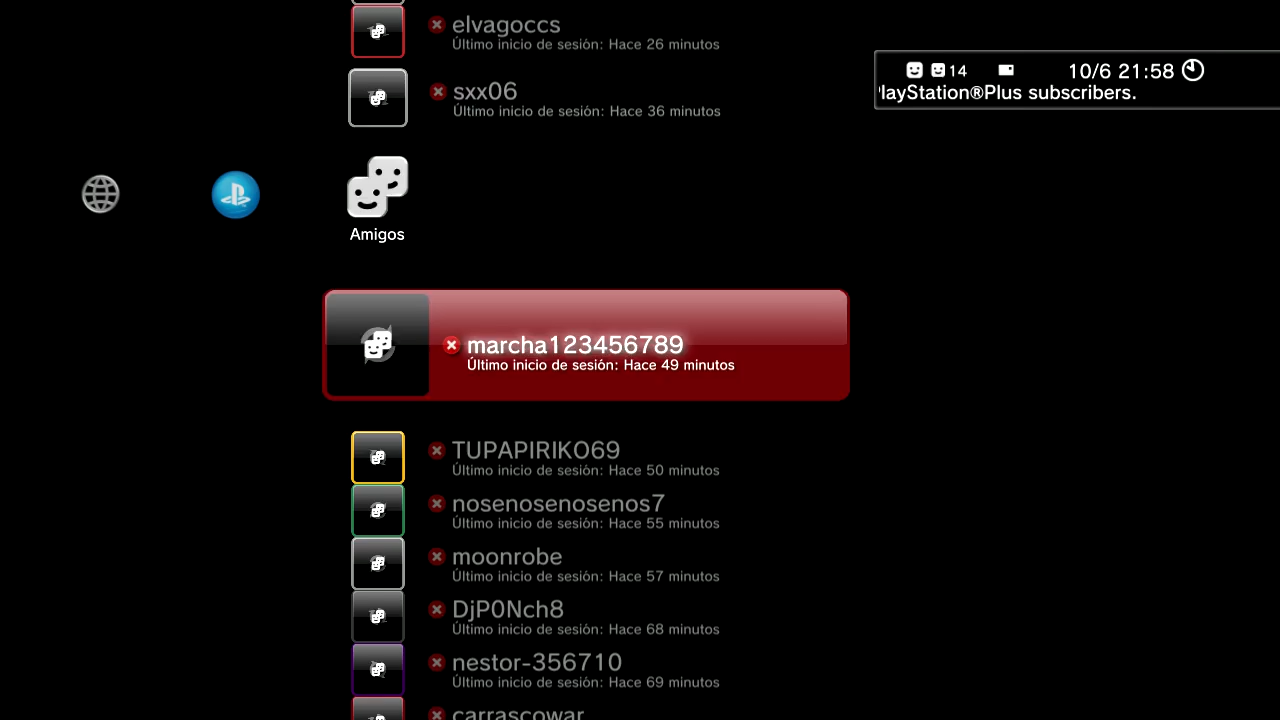 elvagoccs
Último inicio de sesión: Hace 26 minutos
sxx06
Último inicio de sesión: Hace 36 minutos
14
10/6 21:58
PlayStation®Plus subscribers.
Amigos
marcha123456789
Último inicio de sesión: Hace 49 minutos
TUPAPIRIKO69
Último inicio de sesión: Hace 50 minutos
nosenosenosenos7
Último inicio de sesión: Hace 55 minutos
moonrobe
Último inicio de sesión: Hace 57 minutos
DjP0Nch8
Último inicio de sesión: Hace 68 minutos
nestor-356710
Último inicio de sesión: Hace 69 minutos
carrascowar